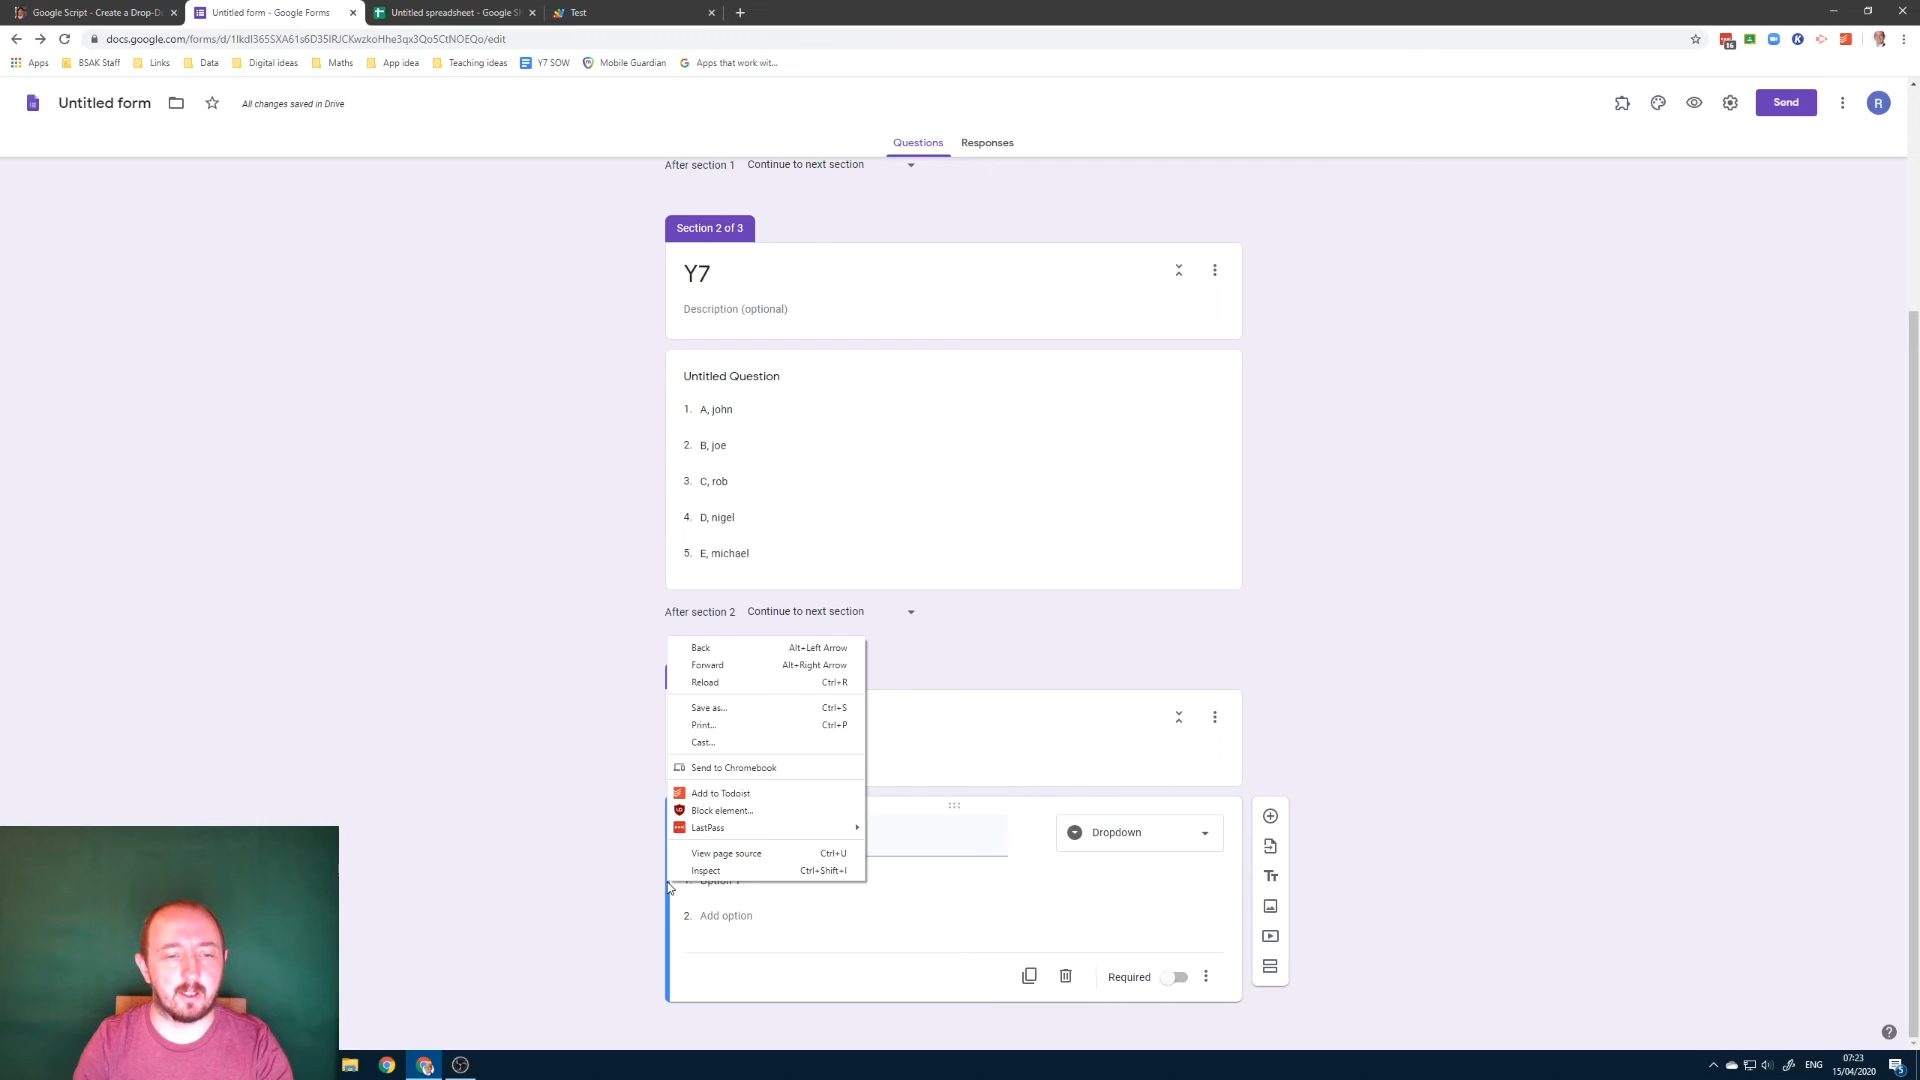 Google Script - Create a Drop-D
Untitled form - Google Forms
Untitled spreadsheet - Google S
Test
docs.google.com/forms/d/1Ikdl365SXA61s6D35IRJCKwzkoHhe3qx3Qo5CtNOEQo/edit
16
Apps
BSAK Staff
Links
Data
Digital ideas
Maths
App idea
Teaching ideas
Y7 SOW
Mobile Guardian
Apps that work wit...
Untitled form
All changes saved in Drive
Send
R
Questions
Responses
After section 1 Continue to next section
Section 2 of 3
Y7
Description (optional)
Untitled Question
1. A, john
2. B, joe
3. C, rob
4. D, nigel
5. E, michael
After section 2 Continue to next section
Back Alt+Left Arrow
Forward Alt+Right Arrow
Reload Ctrl+R
Save as... Ctrl+S
Print... Ctrl+P
Cast...
Send to Chromebook
Add to Todoist
Block element...
LastPass
View page source Ctrl+U
Inspect Ctrl+Shift+I
Dropdown
1. Option 1
2. Add option
Required
ENG
07:23
15/04/2020
5